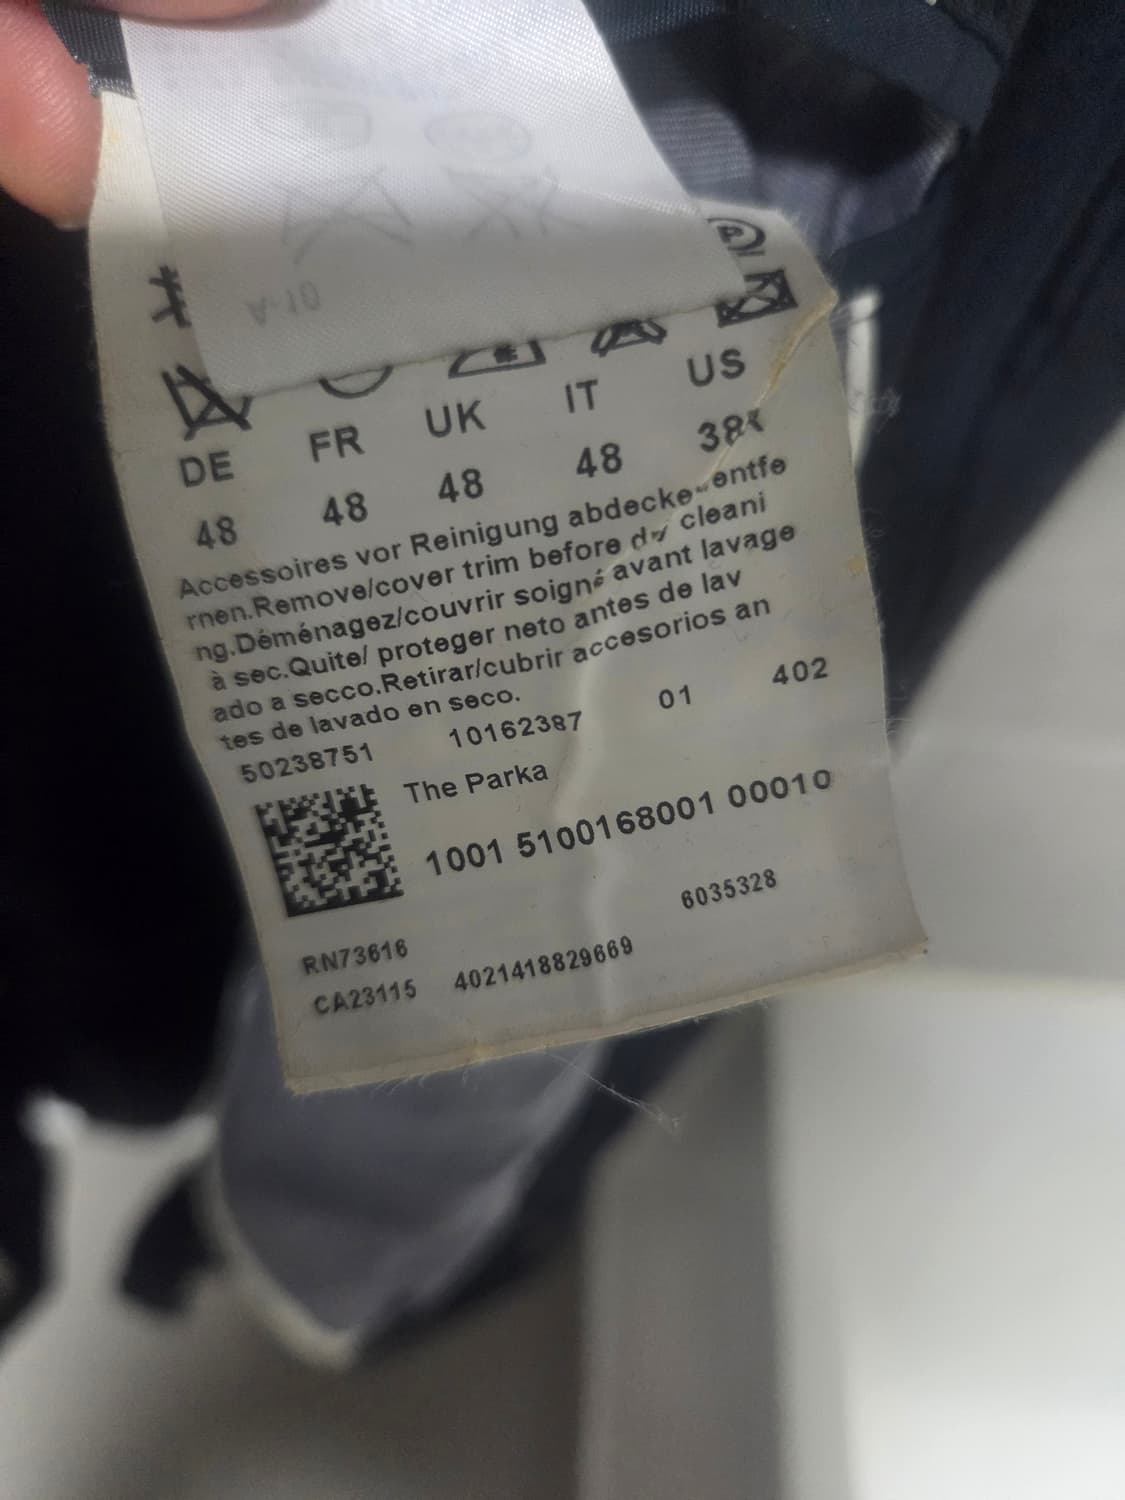 A-10
DE FR UK IT US
48 48 48 48 38
Accessoires vor Reinigung abdecke entfe
rnen.Remove/cover trim before dry cleani
ng.Déménagez/couvrir soigné avant lavage
à sec.Quite/ proteger neto antes de lav
ado a secco.Retirar/cubrir accesorios an
tes de lavado en seco.
50238751 10162387 01 402
The Parka
1001 5100168001 00010
6035328
RN73616
CA23115 4021418829669